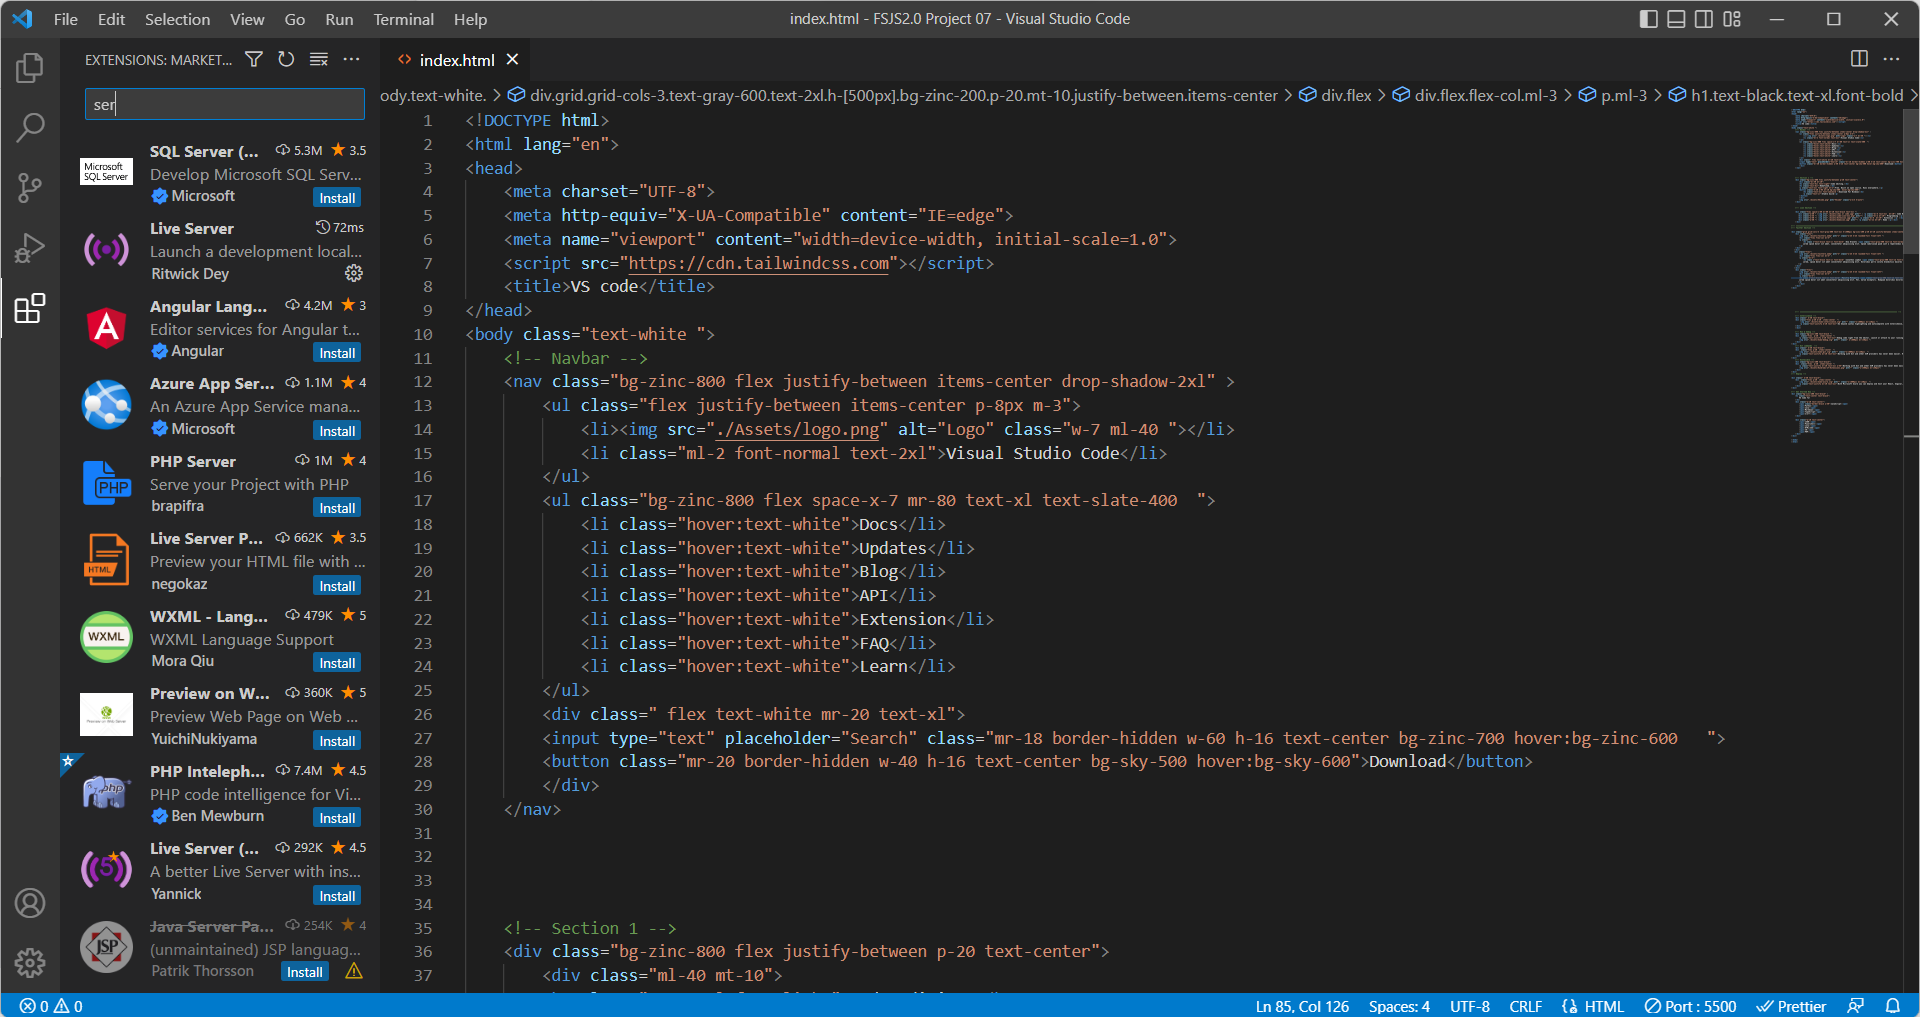 File Edit Selection View Go Run Terminal Help
index.html - FSJS2.0 Project 07 - Visual Studio Code
EXTENSIONS: MARKET...
ser
Microsoft
SQL Server
SQL Server (... 5.3M 3.5
Develop Microsoft SQL Serv...
Microsoft Install
Live Server 72ms
Launch a development local...
Ritwick Dey
Angular Lang... 4.2M 3
Editor services for Angular t...
Angular Install
Azure App Ser... 1.1M 4
An Azure App Service mana...
Microsoft Install
PHP
PHP Server 1M 4
Serve your Project with PHP
brapifra Install
HTML
Live Server P... 662K 3.5
Preview your HTML file with ...
negokaz Install
WXML
WXML - Lang... 479K 5
WXML Language Support
Mora Qiu Install
Preview on W... 360K 5
Preview Web Page on Web ...
YuichiNukiyama Install
php
PHP Inteleph... 7.4M 4.5
PHP code intelligence for Vi...
Ben Mewburn Install
5
Live Server (... 292K 4.5
A better Live Server with ins...
Yannick Install
JSP
Java Server Pa... 254K 4
(unmaintained) JSP languag...
Patrik Thorsson Install
index.html
ody.text-white. > div.grid.grid-cols-3.text-gray-600.text-2xl.h-[500px].bg-zinc-200.p-20.mt-10.justify-between.items-center > div.flex > div.flex.flex-col.ml-3 > p.ml-3 > h1.text-black.text-xl.font-bold >
1 <!DOCTYPE html>
2 <html lang="en">
3 <head>
4 <meta charset="UTF-8">
5 <meta http-equiv="X-UA-Compatible" content="IE=edge">
6 <meta name="viewport" content="width=device-width, initial-scale=1.0">
7 <script src="https://cdn.tailwindcss.com"></script>
8 <title>VS code</title>
9 </head>
10 <body class="text-white ">
11 <!-- Navbar -->
12 <nav class="bg-zinc-800 flex justify-between items-center drop-shadow-2xl" >
13 <ul class="flex justify-between items-center p-8px m-3">
14 <li><img src="./Assets/logo.png" alt="Logo" class="w-7 ml-40 "></li>
15 <li class="ml-2 font-normal text-2xl">Visual Studio Code</li>
16 </ul>
17 <ul class="bg-zinc-800 flex space-x-7 mr-80 text-xl text-slate-400  ">
18 <li class="hover:text-white">Docs</li>
19 <li class="hover:text-white">Updates</li>
20 <li class="hover:text-white">Blog</li>
21 <li class="hover:text-white">API</li>
22 <li class="hover:text-white">Extension</li>
23 <li class="hover:text-white">FAQ</li>
24 <li class="hover:text-white">Learn</li>
25 </ul>
26 <div class=" flex text-white mr-20 text-xl">
27 <input type="text" placeholder="Search" class="mr-18 border-hidden w-60 h-16 text-center bg-zinc-700 hover:bg-zinc-600   ">
28 <button class="mr-20 border-hidden w-40 h-16 text-center bg-sky-500 hover:bg-sky-600">Download</button>
29 </div>
30 </nav>
31
32
33
34
35 <!-- Section 1 -->
36 <div class="bg-zinc-800 flex justify-between p-20 text-center">
37 <div class="ml-40 mt-10">
0 0 Ln 85, Col 126 Spaces: 4 UTF-8 CRLF HTML Port : 5500 Prettier